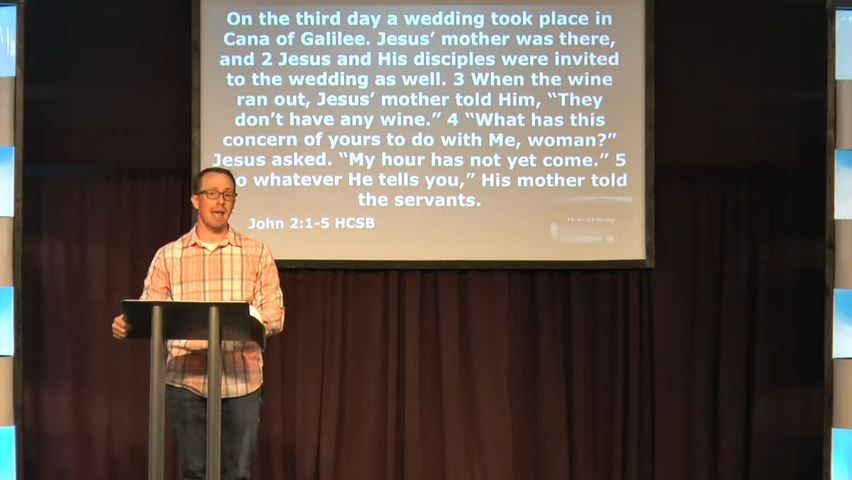 On the third day a wedding took place in
Cana of Galilee. Jesus’ mother was there,
and 2 Jesus and His disciples were invited
to the wedding as well. 3 When the wine
ran out, Jesus’ mother told Him, “They
don’t have any wine.” 4 “What has this
concern of yours to do with Me, woman?”
Jesus asked. “My hour has not yet come.” 5
whatever He tells you,” His mother told
the servants.
John 2:1-5 HCSB